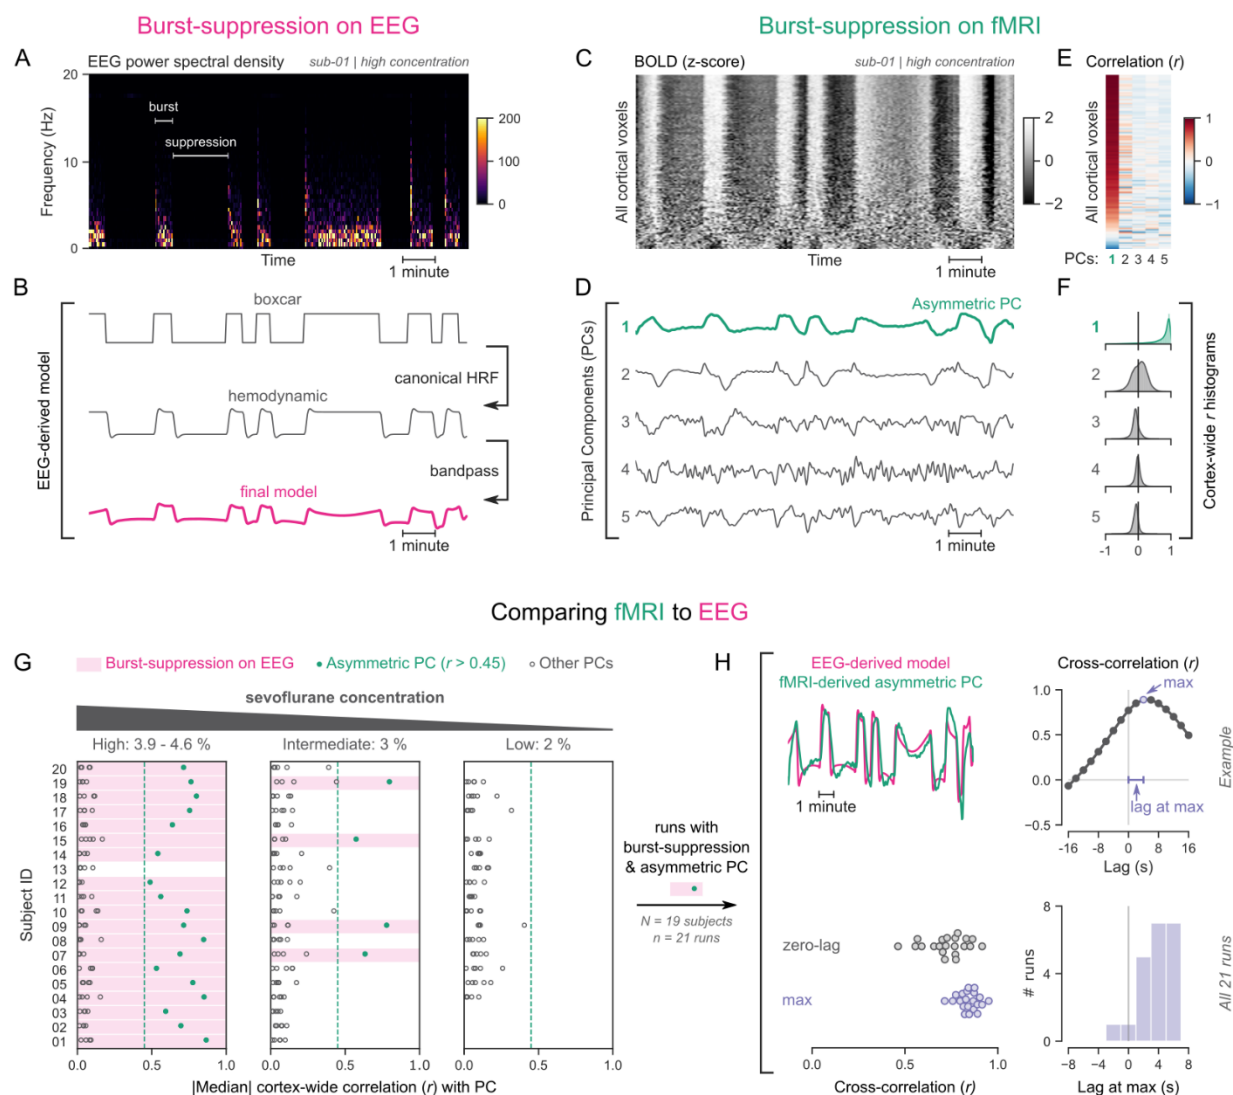 Burst-suppression on EEG
Burst-suppression on fMRI
A
EEG power spectral density
sub-01 | high concentration
Frequency (Hz)
20
10
0
burst
suppression
200
100
0
Time
1 minute
C
BOLD (z-score)
sub-01 | high concentration
All cortical voxels
2
0
−2
Time
1 minute
E
Correlation (r)
All cortical voxels
1
0
−1
PCs: 1 2 3 4 5
B
EEG-derived model
boxcar
canonical HRF
hemodynamic
bandpass
final model
1 minute
D
Principal Components (PCs)
Asymmetric PC
1
2
3
4
5
1 minute
F
1
2
3
4
5
-1 0 1
Cortex-wide r histograms
Comparing fMRI to EEG
G
Burst-suppression on EEG
Asymmetric PC (r > 0.45)
Other PCs
sevoflurane concentration
High: 3.9 - 4.6 %
Intermediate: 3 %
Low: 2 %
Subject ID
20
19
18
17
16
15
14
13
12
11
10
09
08
07
06
05
04
03
02
01
0.0 0.5 1.0
0.0 0.5 1.0
0.0 0.5 1.0
|Median| cortex-wide correlation (r) with PC
runs with
burst-suppression
& asymmetric PC
N = 19 subjects
n = 21 runs
H
EEG-derived model
fMRI-derived asymmetric PC
1 minute
Cross-correlation (r)
max
1.0
0.5
0.0
−0.5
lag at max
-16 -8 0 8 16
Lag (s)
Example
zero-lag
max
0.0 0.5 1.0
Cross-correlation (r)
# runs
8
4
0
-8 -4 0 4 8
Lag at max (s)
All 21 runs